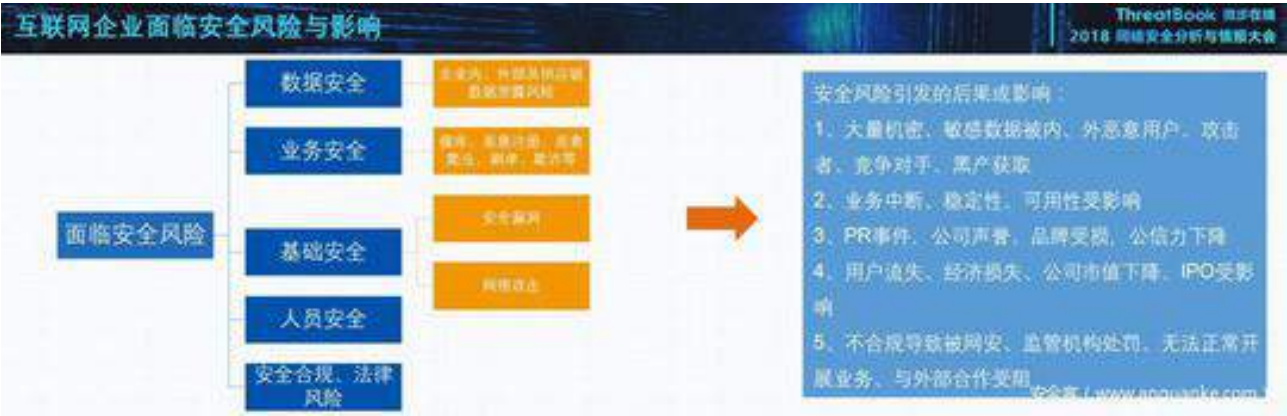 互联网企业面临安全风险与影响
ThreatBook 微步在线
2018 网络安全分析与情报大会
面临安全风险
数据安全
业务安全
基础安全
安全漏洞
网络攻击
人员安全
安全合规、法律
风险
安全风险引发的后果或影响：
1、大量机密、敏感数据被内、外恶意用户、攻击
者、竞争对手、黑产获取
2、业务中断、稳定性、可用性受影响
3、PR事件、公司声誉、品牌受损、公信力下降
4、用户流失、经济损失、公司市值下降、IPO受影
响
5、不合规导致被网安、监管机构处罚、无法正常开
展业务、与外部合作受阻
安全客 ( www.anquanke.com )